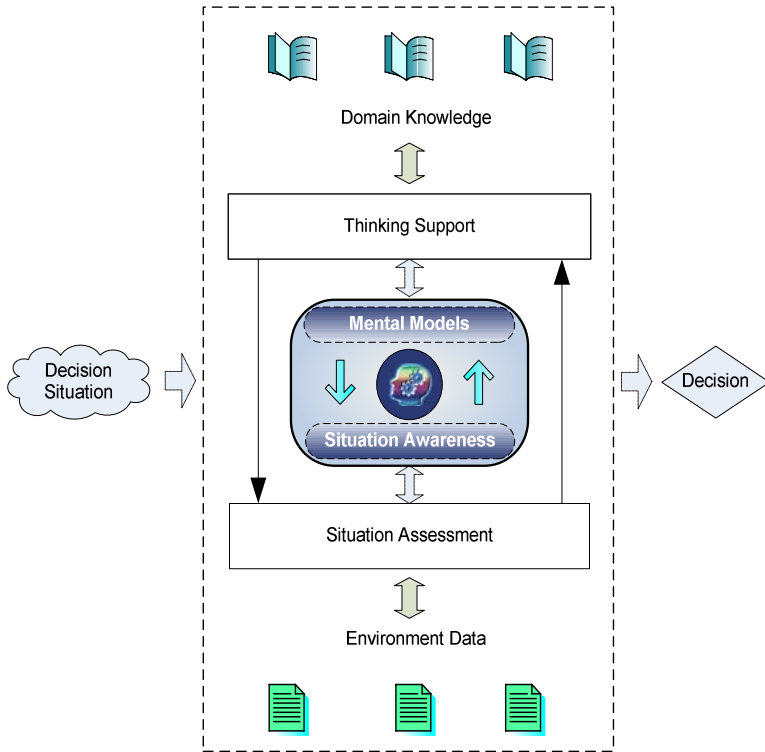 Domain Knowledge
Thinking Support
Mental Models
Decision
Situation
Decision
Situation Awareness
Situation Assessment
Environment Data